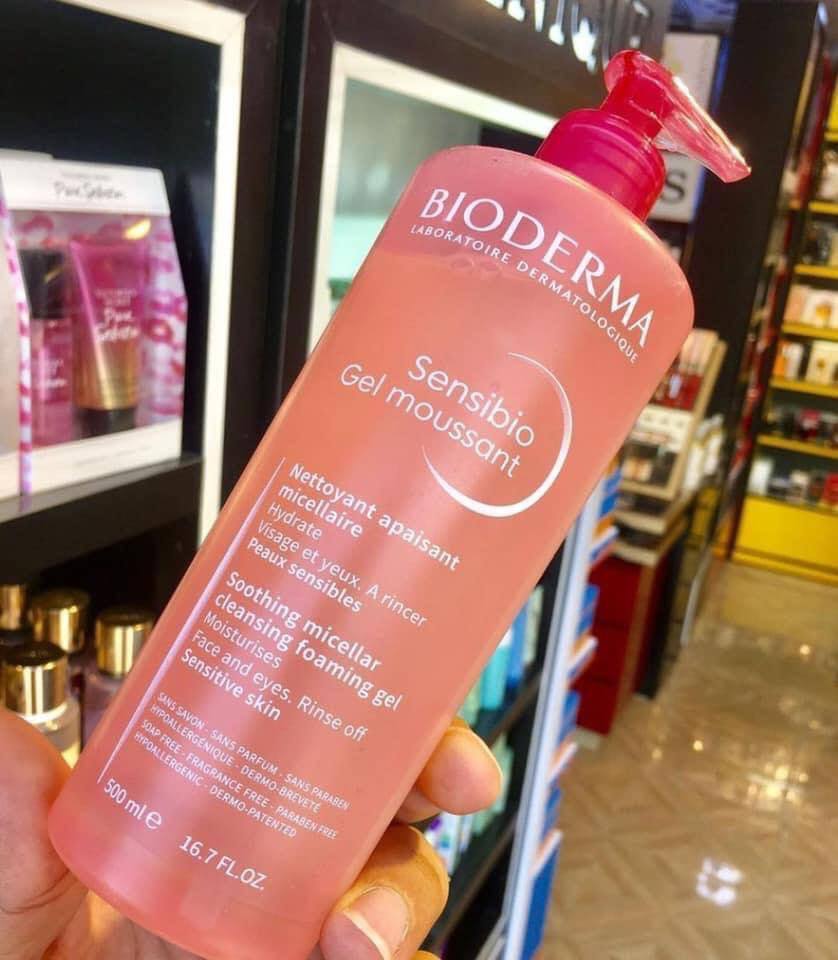 BIODERMA
LABORATOIRE DERMATOLOGIQUE
Sensibio
Gel moussant
Nettoyant apaisant
micellaire
Hydrate
Visage et yeux. A rincer
Peaux sensibles
Soothing micellar
cleansing foaming gel
Moisturises
Face and eyes. Rinse off
Sensitive skin
SANS SAVON - SANS PARFUM - SANS PARABEN
HYPOALLERGÉNIQUE - DERMO-BREVETÉ
SOAP FREE - FRAGRANCE FREE - PARABEN FREE
HYPOALLERGENIC - DERMO-PATENTED
500 ml e
16.7 FL.OZ.